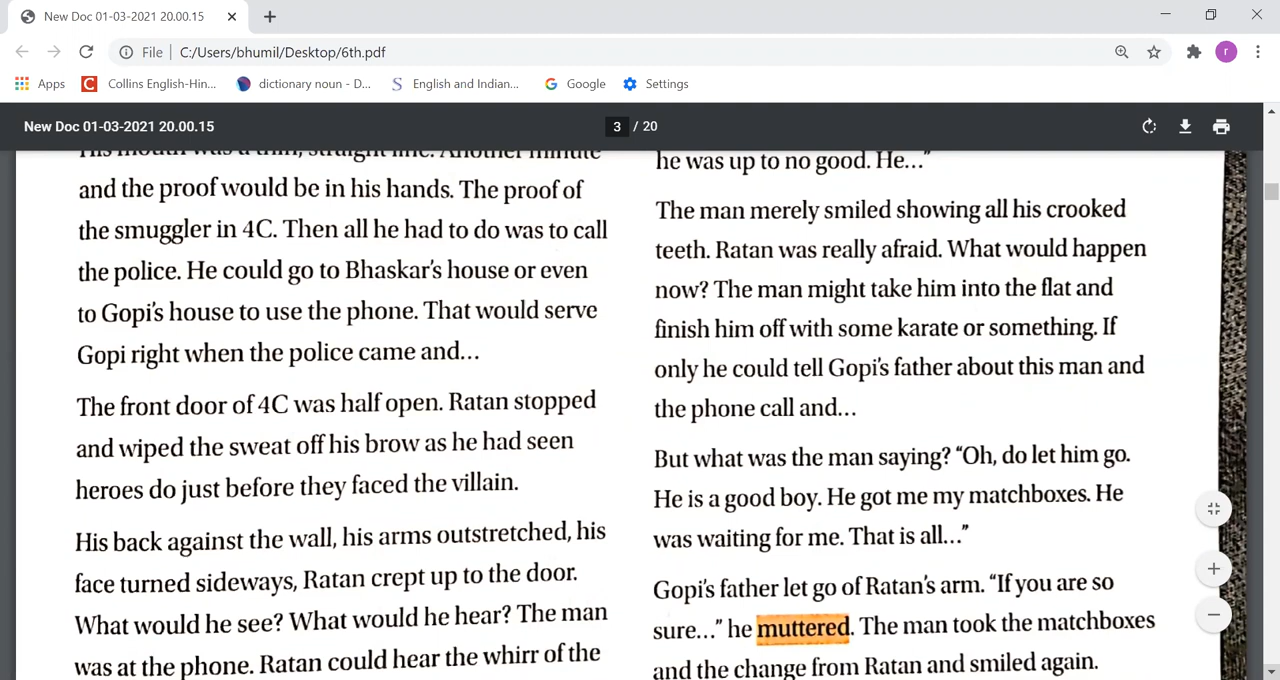 New Doc 01-03-2021 20.00.15
File
C:/Users/bhumil/Desktop/6th.pdf
r
Apps
Collins English-Hin...
dictionary noun - D...
English and Indian...
Google
Settings
New Doc 01-03-2021 20.00.15
3 / 20
His mouth was a thin, straight line. Another minute
and the proof would be in his hands. The proof of
the smuggler in 4C. Then all he had to do was to call
the police. He could go to Bhaskar's house or even
to Gopi's house to use the phone. That would serve
Gopi right when the police came and...
The front door of 4C was half open. Ratan stopped
and wiped the sweat off his brow as he had seen
heroes do just before they faced the villain.
His back against the wall, his arms outstretched, his
face turned sideways, Ratan crept up to the door.
What would he see? What would he hear? The man
was at the phone. Ratan could hear the whirr of the
he was up to no good. He..."
The man merely smiled showing all his crooked
teeth. Ratan was really afraid. What would happen
now? The man might take him into the flat and
finish him off with some karate or something. If
only he could tell Gopi's father about this man and
the phone call and...
But what was the man saying? "Oh, do let him go.
He is a good boy. He got me my matchboxes. He
was waiting for me. That is all..."
Gopi's father let go of Ratan's arm. "If you are so
sure..." he muttered. The man took the matchboxes
and the change from Ratan and smiled again.